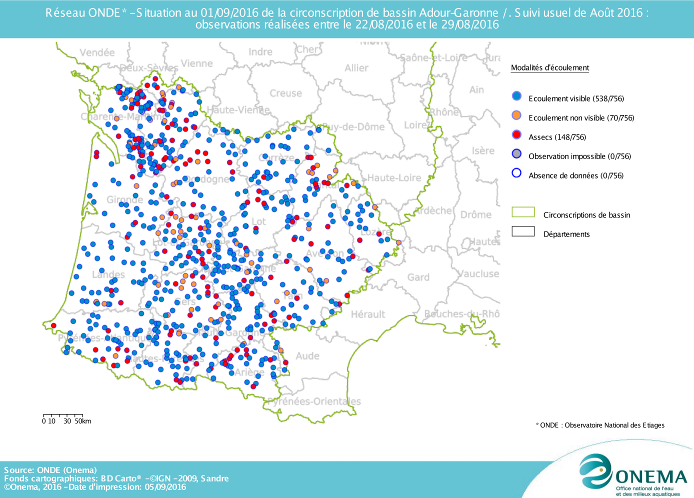 Réseau ONDE* -Situation au 01/09/2016 de la circonscription de bassin Adour-Garonne /. Suivi usuel de Août 2016 :
observations réalisées entre le 22/08/2016 et le 29/08/2016
Modalités d'écoulement
Ecoulement visible (538/756)
Ecoulement non visible (70/756)
Assecs (148/756)
Observation impossible (0/756)
Absence de données (0/756)
Circonscriptions de bassin
Départements
Vendée
Deux-Sèvres
Vienne
Indre
Cher
Allier
Saône-et-Loire
Creuse
Haute-Vienne
Ain
Puy-de-Dôme
Loire
Rhône
Isère
Haute-Loire
Drôme
Gironde
Lot
Landes
Gard
Vaucluse
Hérault
Bouches-du-Rhô
Gers
Aude
Ariège
Pyrénées-Orientales
0 10 30 50km
* ONDE : Observatoire National des Etiages
Source: ONDE (Onema)
Fonds cartographiques: BD Carto® -©IGN -2009, Sandre
©Onema, 2016 -Date d'impression: 05/09/2016
ONEMA
Office national de l'eau
et des milieux aquatiques